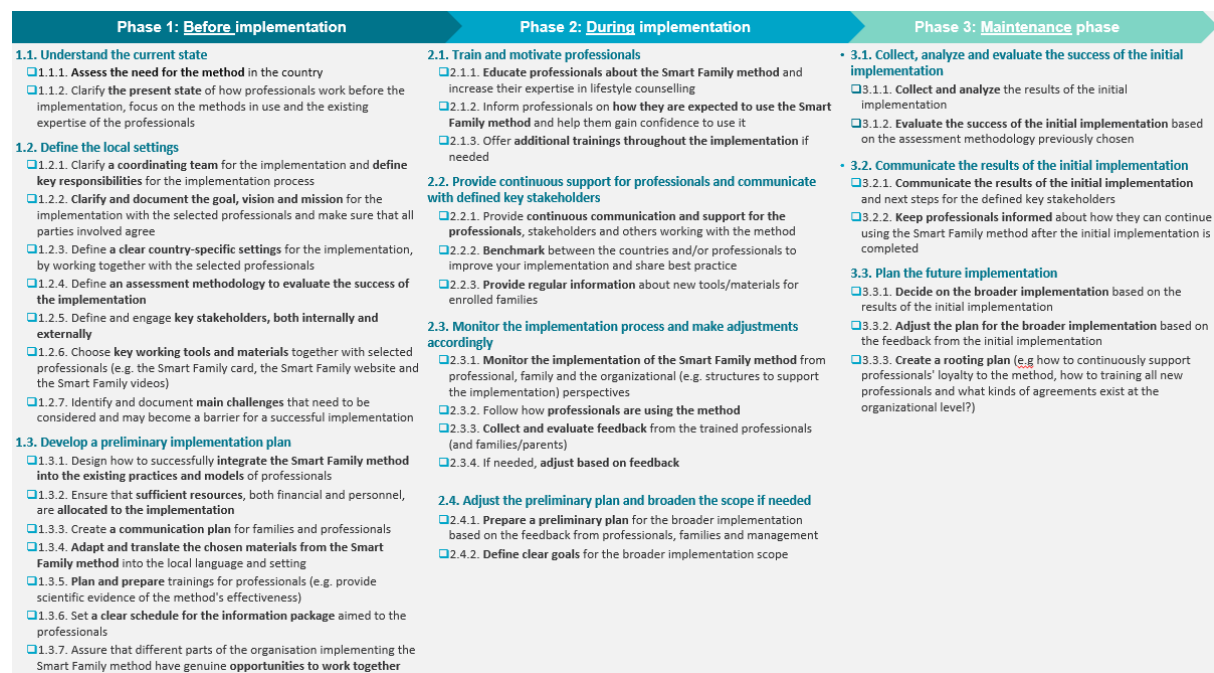 Phase 1: Before implementation
Phase 2: During implementation
Phase 3: Maintenance phase
1.1. Understand the current state
❑1.1.1. Assess the need for the method in the country
❑1.1.2. Clarify the present state of how professionals work before the
implementation, focus on the methods in use and the existing
expertise of the professionals
1.2. Define the local settings
❑1.2.1. Clarify a coordinating team for the implementation and define
key responsibilities for the implementation process
❑1.2.2. Clarify and document the goal, vision and mission for the
implementation with the selected professionals and make sure that all
parties involved agree
❑1.2.3. Define a clear country-specific settings for the implementation,
by working together with the selected professionals
❑1.2.4. Define an assessment methodology to evaluate the success of
the implementation
❑1.2.5. Define and engage key stakeholders, both internally and
externally
❑1.2.6. Choose key working tools and materials together with selected
professionals (e.g. the Smart Family card, the Smart Family website and
the Smart Family videos)
❑1.2.7. Identify and document main challenges that need to be
considered and may become a barrier for a successful implementation
1.3. Develop a preliminary implementation plan
❑1.3.1. Design how to successfully integrate the Smart Family method
into the existing practices and models of professionals
❑1.3.2. Ensure that sufficient resources, both financial and personnel,
are allocated to the implementation
❑1.3.3. Create a communication plan for families and professionals
❑1.3.4. Adapt and translate the chosen materials from the Smart
Family method into the local language and setting
❑1.3.5. Plan and prepare trainings for professionals (e.g. provide
scientific evidence of the method's effectiveness)
❑1.3.6. Set a clear schedule for the information package aimed to the
professionals
❑1.3.7. Assure that different parts of the organisation implementing the
Smart Family method have genuine opportunities to work together
2.1. Train and motivate professionals
❑2.1.1. Educate professionals about the Smart Family method and
increase their expertise in lifestyle counselling
❑2.1.2. Inform professionals on how they are expected to use the Smart
Family method and help them gain confidence to use it
❑2.1.3. Offer additional trainings throughout the implementation if
needed
2.2. Provide continuous support for professionals and communicate
with defined key stakeholders
❑2.2.1. Provide continuous communication and support for the
professionals, stakeholders and others working with the method
❑2.2.2. Benchmark between the countries and/or professionals to
improve your implementation and share best practice
❑2.2.3. Provide regular information about new tools/materials for
enrolled families
2.3. Monitor the implementation process and make adjustments
accordingly
❑2.3.1. Monitor the implementation of the Smart Family method from
professional, family and the organizational (e.g. structures to support
the implementation) perspectives
❑2.3.2. Follow how professionals are using the method
❑2.3.3. Collect and evaluate feedback from the trained professionals
(and families/parents)
❑2.3.4. If needed, adjust based on feedback
2.4. Adjust the preliminary plan and broaden the scope if needed
❑2.4.1. Prepare a preliminary plan for the broader implementation
based on the feedback from professionals, families and management
❑2.4.2. Define clear goals for the broader implementation scope
• 3.1. Collect, analyze and evaluate the success of the initial
implementation
❑3.1.1. Collect and analyze the results of the initial
implementation
❑3.1.2. Evaluate the success of the initial implementation based
on the assessment methodology previously chosen
• 3.2. Communicate the results of the initial implementation
❑3.2.1. Communicate the results of the initial implementation
and next steps for the defined key stakeholders
❑3.2.2. Keep professionals informed about how they can continue
using the Smart Family method after the initial implementation is
completed
3.3. Plan the future implementation
❑3.3.1. Decide on the broader implementation based on the
results of the initial implementation
❑3.3.2. Adjust the plan for the broader implementation based on
the feedback from the initial implementation
❑3.3.3. Create a rooting plan (e.g how to continuously support
professionals' loyalty to the method, how to training all new
professionals and what kinds of agreements exist at the
organizational level?)